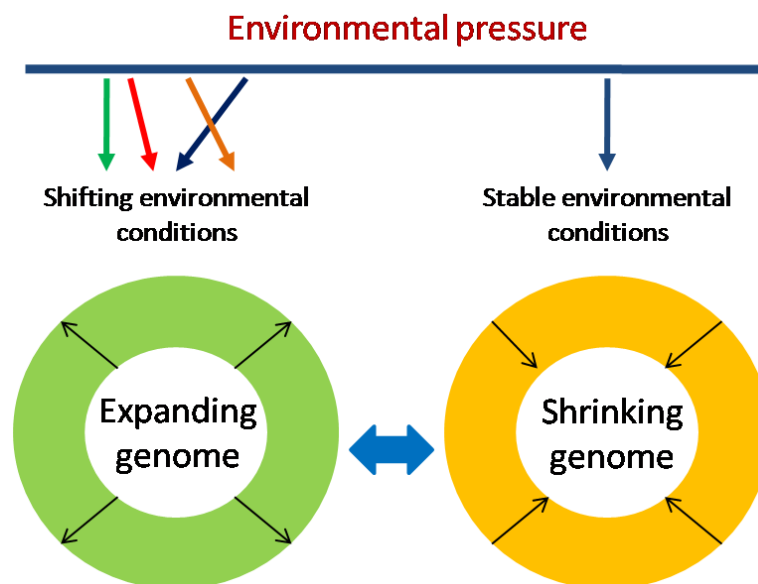 Environmental pressure
Shifting environmental
conditions
Stable environmental
conditions
Expanding
genome
Shrinking
genome